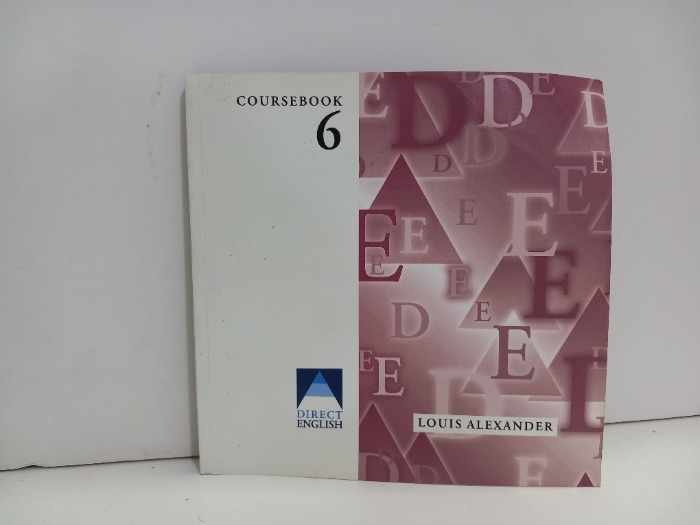 COURSEBOOK
6
DIRECT
ENGLISH
LOUIS ALEXANDER